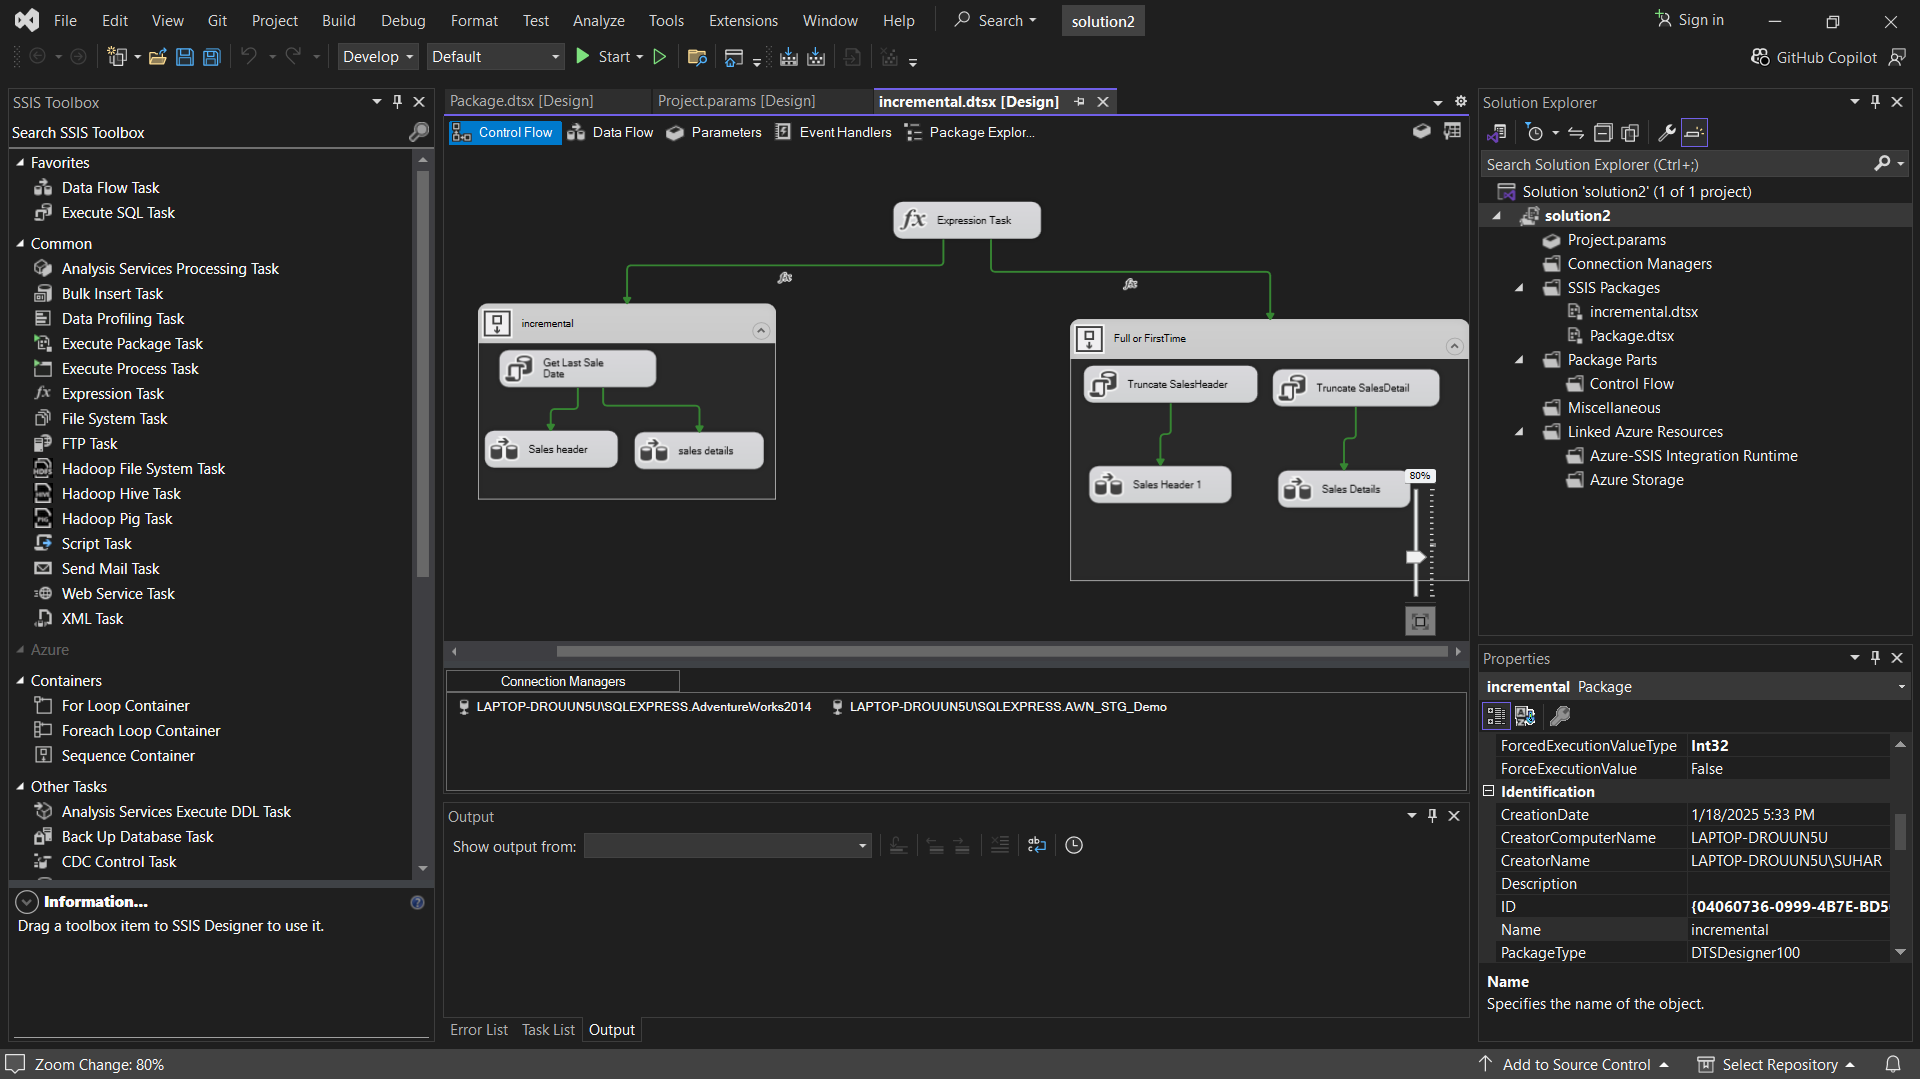 File Edit View Git Project Build Debug Format Test Analyze Tools Extensions Window Help Search solution2 Sign in
Develop Default Start GitHub Copilot
SSIS Toolbox
Search SSIS Toolbox
Favorites
Data Flow Task
Execute SQL Task
Common
Analysis Services Processing Task
Bulk Insert Task
Data Profiling Task
Execute Package Task
Execute Process Task
Expression Task
File System Task
FTP Task
Hadoop File System Task
Hadoop Hive Task
Hadoop Pig Task
Script Task
Send Mail Task
Web Service Task
XML Task
Azure
Containers
For Loop Container
Foreach Loop Container
Sequence Container
Other Tasks
Analysis Services Execute DDL Task
Back Up Database Task
CDC Control Task
Information...
Drag a toolbox item to SSIS Designer to use it.
Package.dtsx [Design] Project.params [Design] incremental.dtsx [Design]
Control Flow Data Flow Parameters Event Handlers Package Explor...
fx Expression Task
fx
fx
incremental
Get Last Sale
Date
Sales header
sales details
Full or FirstTime
Truncate SalesHeader
Truncate SalesDetail
Sales Header 1
Sales Details
80%
Connection Managers
LAPTOP-DROUUN5U\SQLEXPRESS.AdventureWorks2014 LAPTOP-DROUUN5U\SQLEXPRESS.AWN_STG_Demo
Output
Show output from:
Error List Task List Output
Solution Explorer
Search Solution Explorer (Ctrl+;)
Solution 'solution2' (1 of 1 project)
solution2
Project.params
Connection Managers
SSIS Packages
incremental.dtsx
Package.dtsx
Package Parts
Control Flow
Miscellaneous
Linked Azure Resources
Azure-SSIS Integration Runtime
Azure Storage
Properties
incremental Package
ForcedExecutionValueType Int32
ForceExecutionValue False
Identification
CreationDate 1/18/2025 5:33 PM
CreatorComputerName LAPTOP-DROUUN5U
CreatorName LAPTOP-DROUUN5U\SUHAR
Description
ID {04060736-0999-4B7E-BD5
Name incremental
PackageType DTSDesigner100
Name
Specifies the name of the object.
Zoom Change: 80% Add to Source Control Select Repository